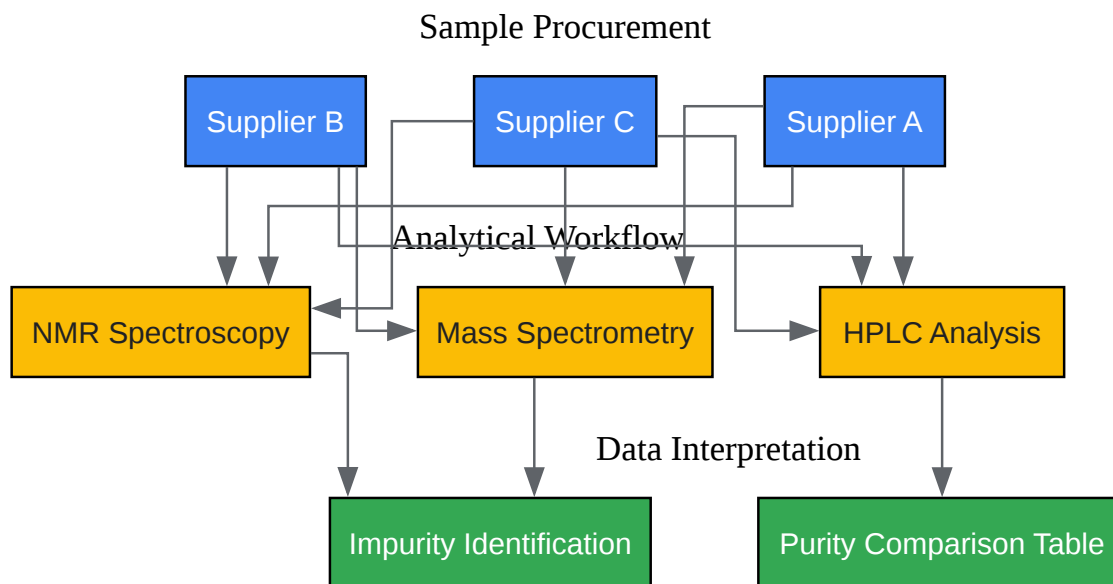 Sample Procurement
Supplier B
Supplier C
Supplier A
Analytical Workflow
NMR Spectroscopy
Mass Spectrometry
HPLC Analysis
Data Interpretation
Impurity Identification
Purity Comparison Table